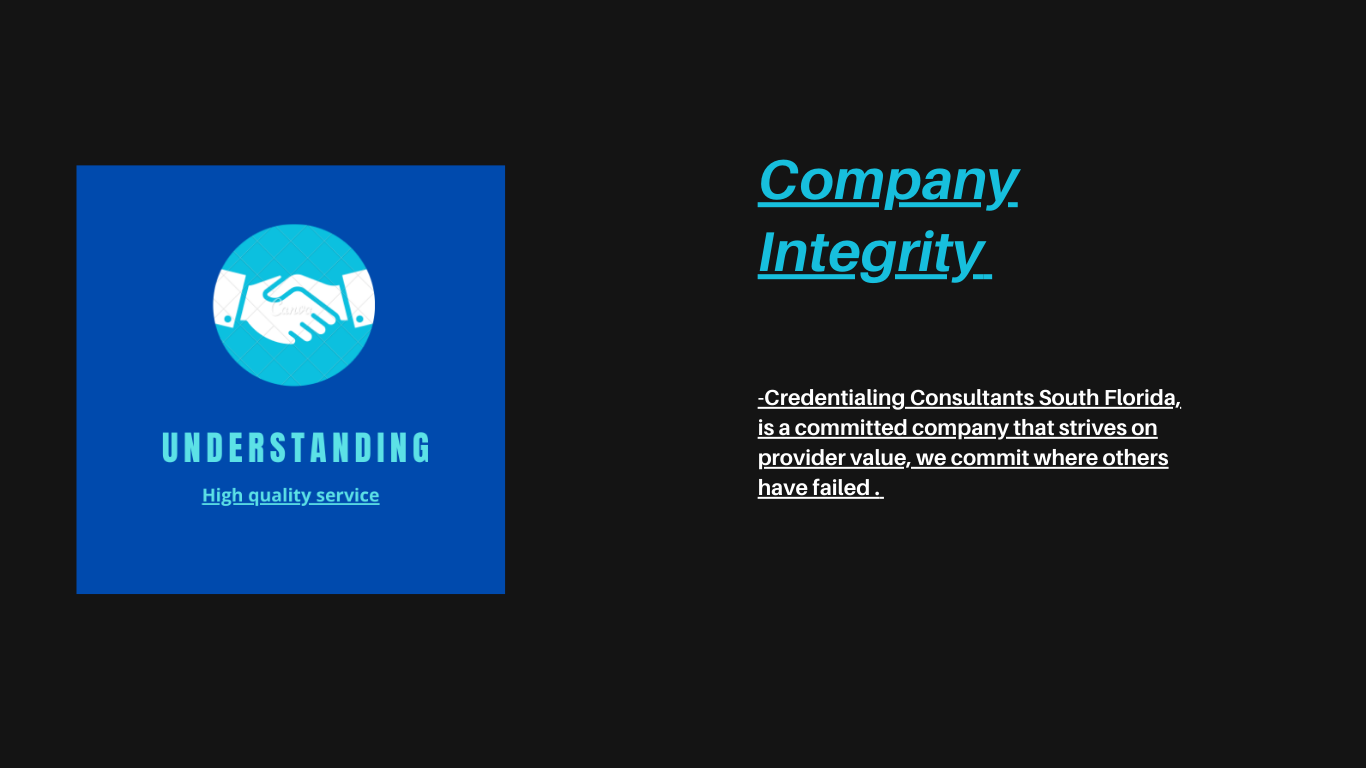 UNDERSTANDING
High quality service
Company
Integrity
-Credentialing Consultants South Florida,
is a committed company that strives on
provider value, we commit where others
have failed .